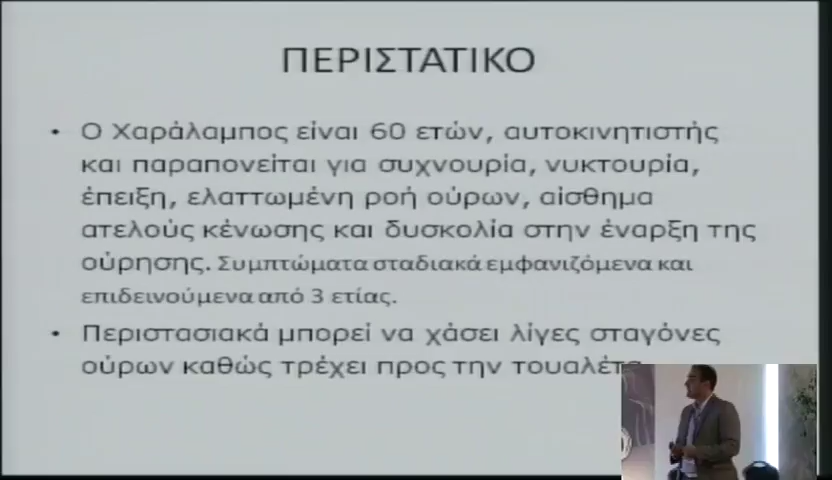 ΠΕΡΙΣΤΑΤΙΚΟ
• Ο Χαράλαμπος είναι 60 ετών, αυτοκινητιστής
και παραπονείται για συχνουρία, νυκτουρία,
έπειξη, ελαττωμένη ροή ούρων, αίσθημα
ατελούς κένωσης και δυσκολία στην έναρξη της
ούρησης. Συμπτώματα σταδιακά εμφανιζόμενα και
επιδεινούμενα από 3 ετίας.
• Περιστασιακά μπορεί να χάσει λίγες σταγόνες
ούρων καθώς τρέχει προς την τουαλέτα